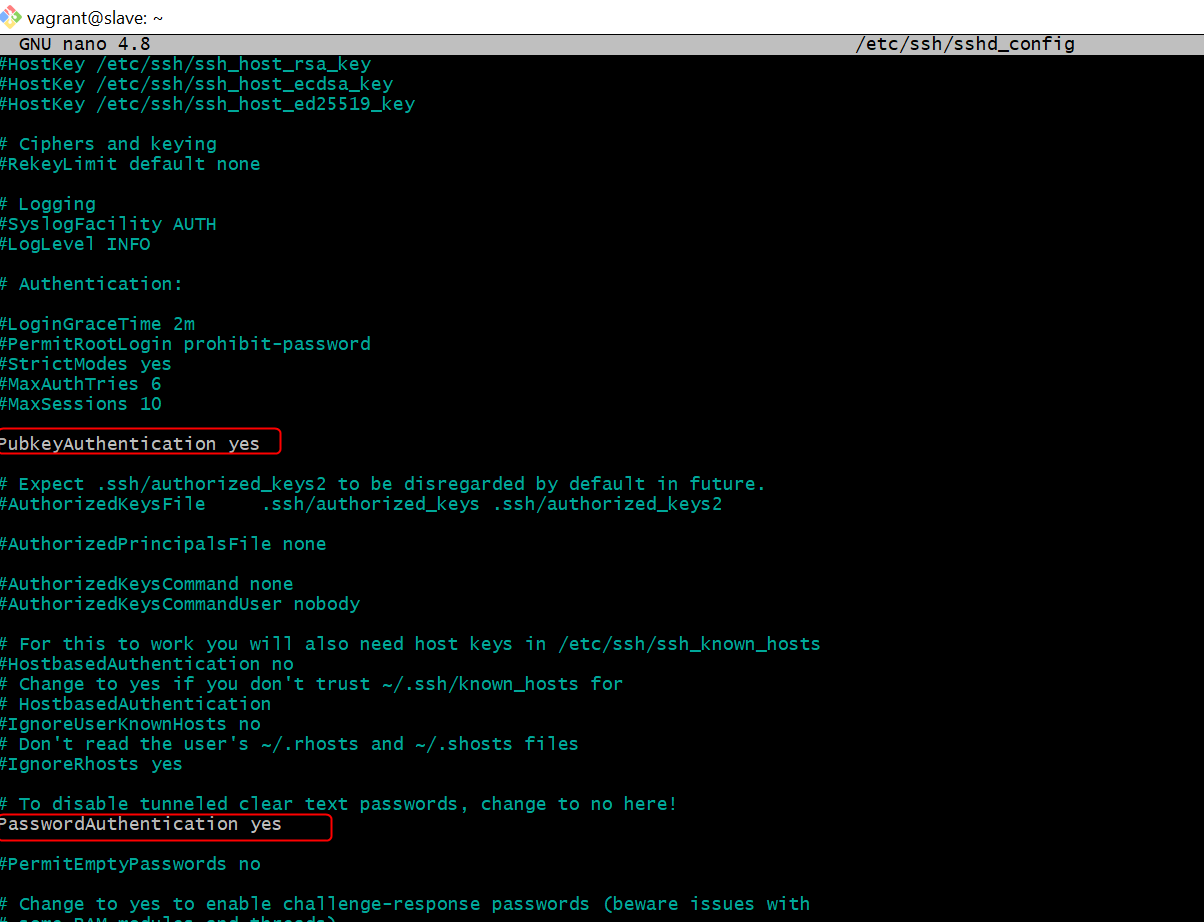 vagrant@slave: ~
GNU nano 4.8 /etc/ssh/sshd_config
#HostKey /etc/ssh/ssh_host_rsa_key
#HostKey /etc/ssh/ssh_host_ecdsa_key
#HostKey /etc/ssh/ssh_host_ed25519_key
# Ciphers and keying
#RekeyLimit default none
# Logging
#SyslogFacility AUTH
#LogLevel INFO
# Authentication:
#LoginGraceTime 2m
#PermitRootLogin prohibit-password
#StrictModes yes
#MaxAuthTries 6
#MaxSessions 10
PubkeyAuthentication yes
# Expect .ssh/authorized_keys2 to be disregarded by default in future.
#AuthorizedKeysFile .ssh/authorized_keys .ssh/authorized_keys2
#AuthorizedPrincipalsFile none
#AuthorizedKeysCommand none
#AuthorizedKeysCommandUser nobody
# For this to work you will also need host keys in /etc/ssh/ssh_known_hosts
#HostbasedAuthentication no
# Change to yes if you don't trust ~/.ssh/known_hosts for
# HostbasedAuthentication
#IgnoreUserKnownHosts no
# Don't read the user's ~/.rhosts and ~/.shosts files
#IgnoreRhosts yes
# To disable tunneled clear text passwords, change to no here!
PasswordAuthentication yes
#PermitEmptyPasswords no
# Change to yes to enable challenge-response passwords (beware issues with
# some PAM modules and threads)